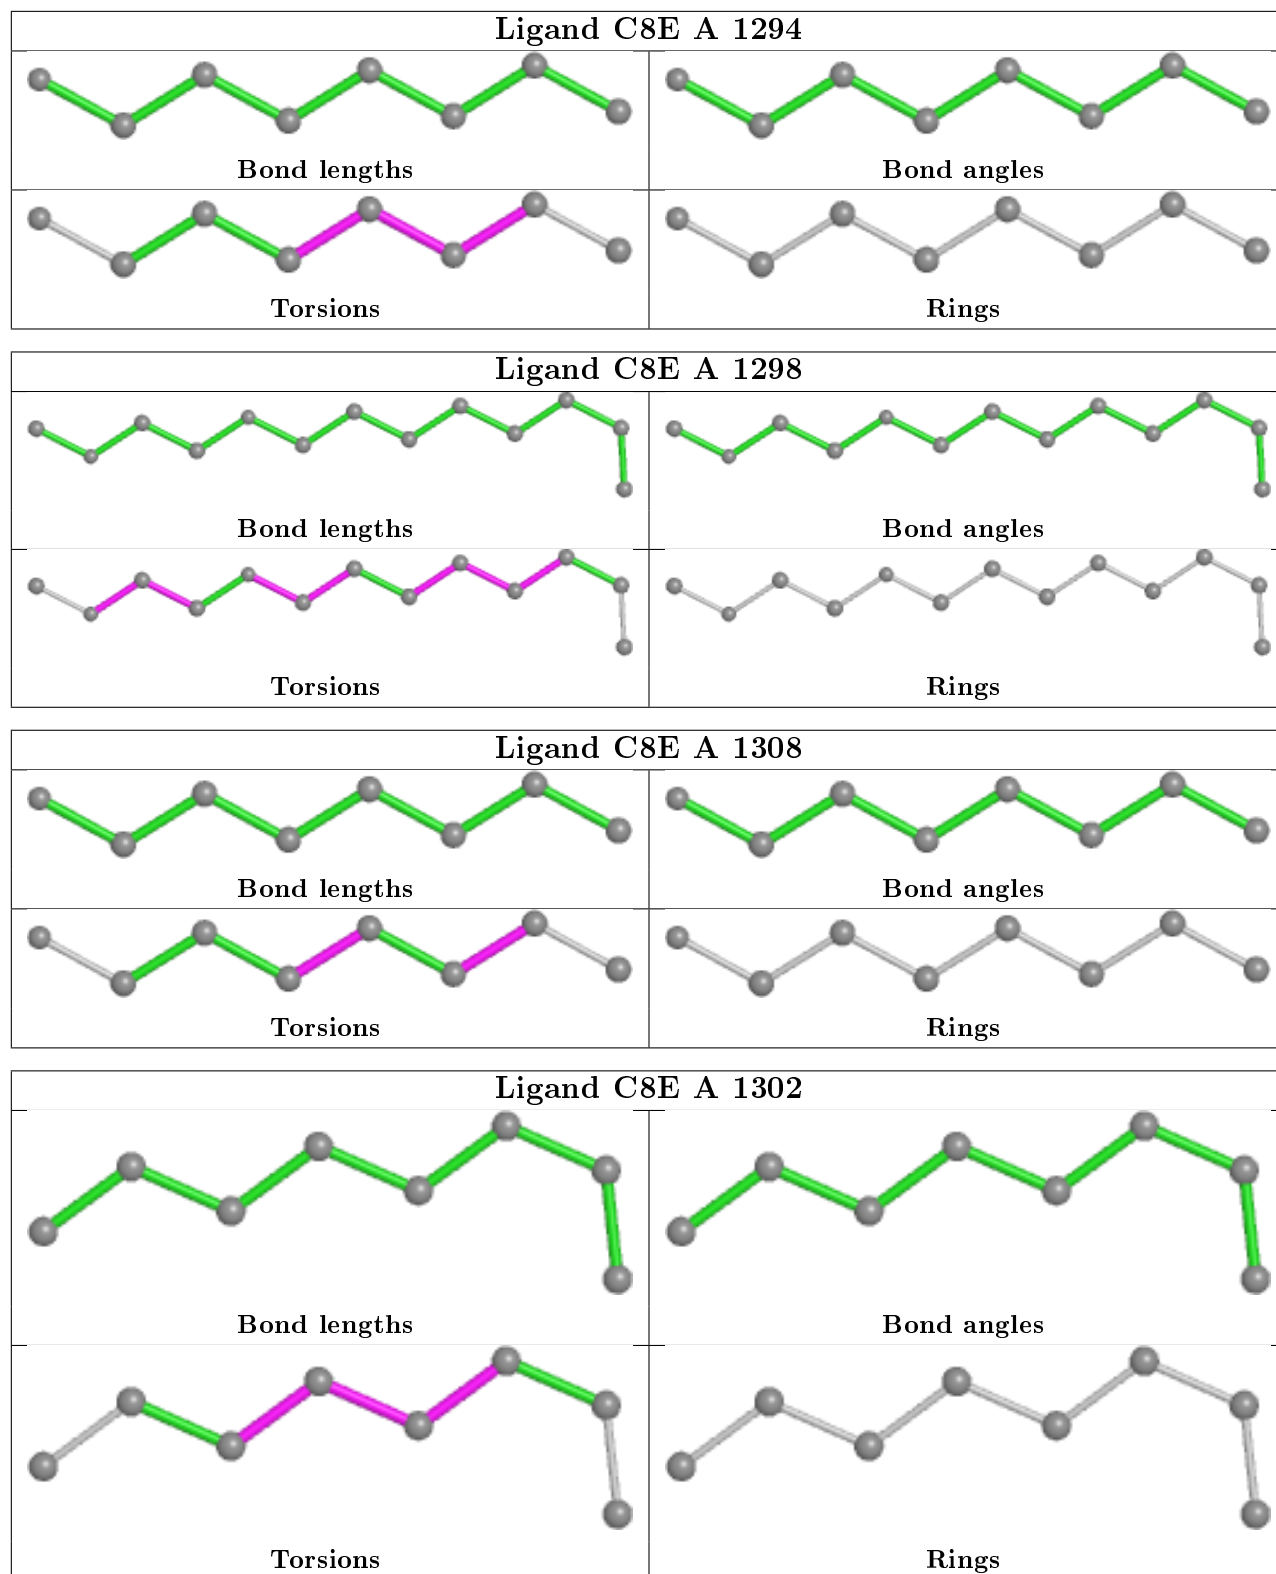 Ligand C8E A 1294
Bond lengths
Bond angles
Torsions
Rings
Ligand C8E A 1298
Bond lengths
Bond angles
Torsions
Rings
Ligand C8E A 1308
Bond lengths
Bond angles
Torsions
Rings
Ligand C8E A 1302
Bond lengths
Bond angles
Torsions
Rings